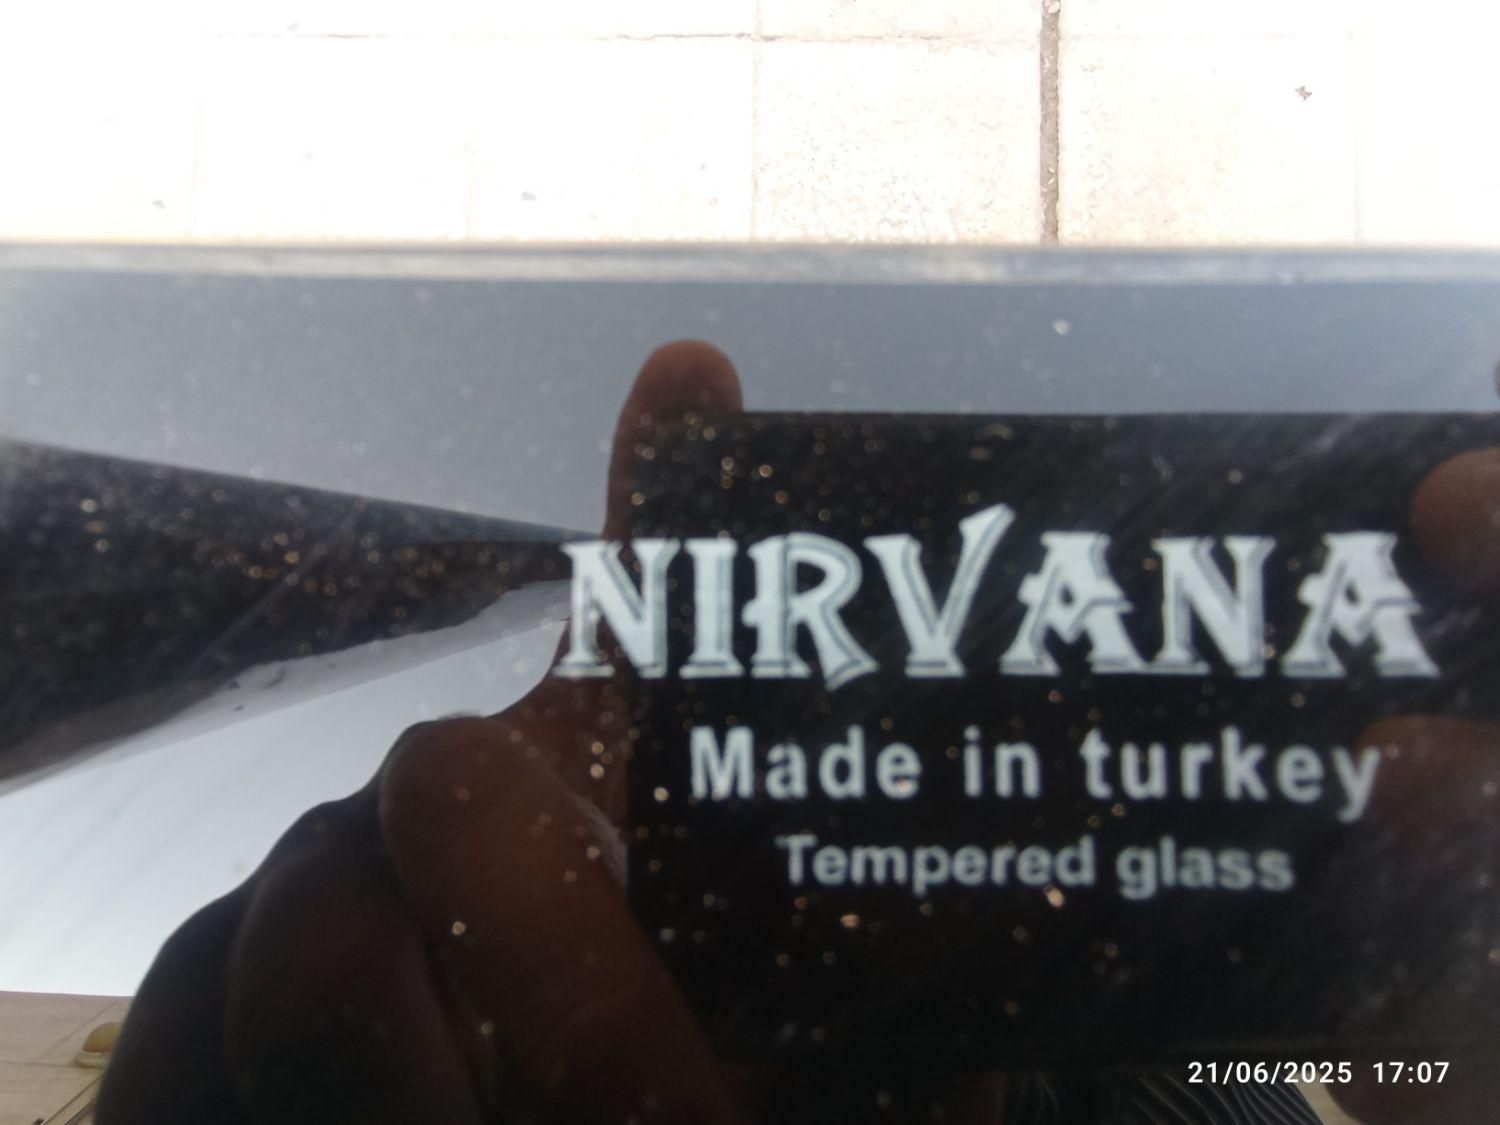 NIRVANA
Made in turkey
Tempered glass
21/06/2025 17:07